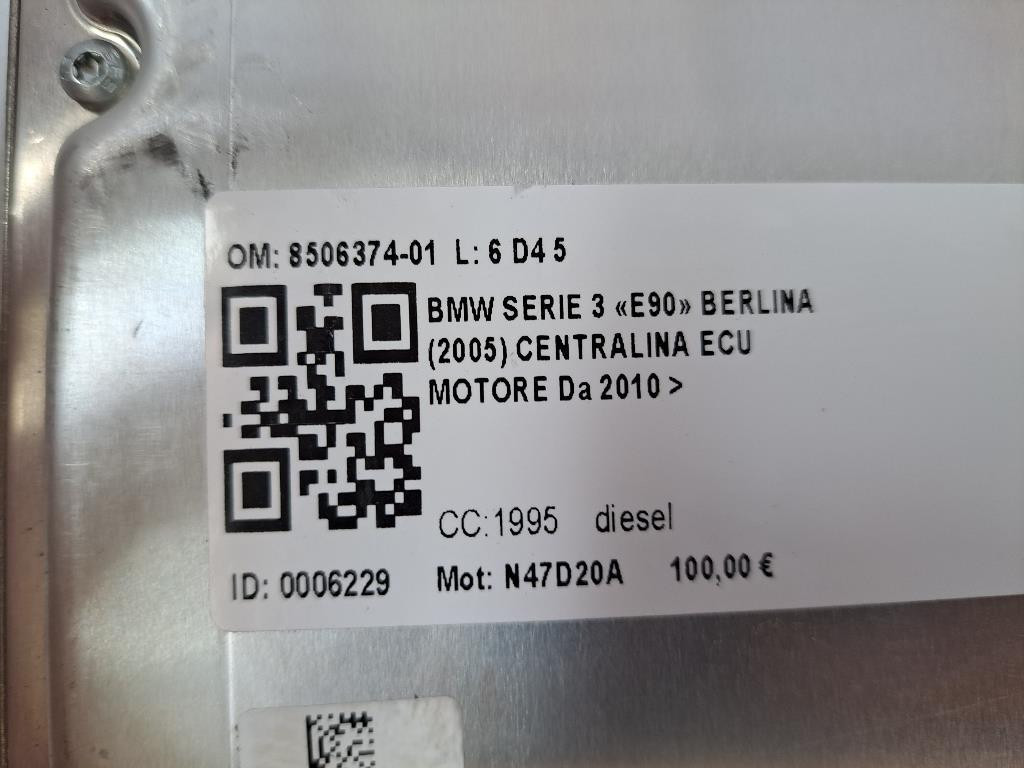 OM: 8506374-01 L: 6 D4 5
BMW SERIE 3 «E90» BERLINA
(2005) CENTRALINA ECU
MOTORE Da 2010 >
CC:1995 diesel
ID: 0006229 Mot: N47D20A 100,00 €